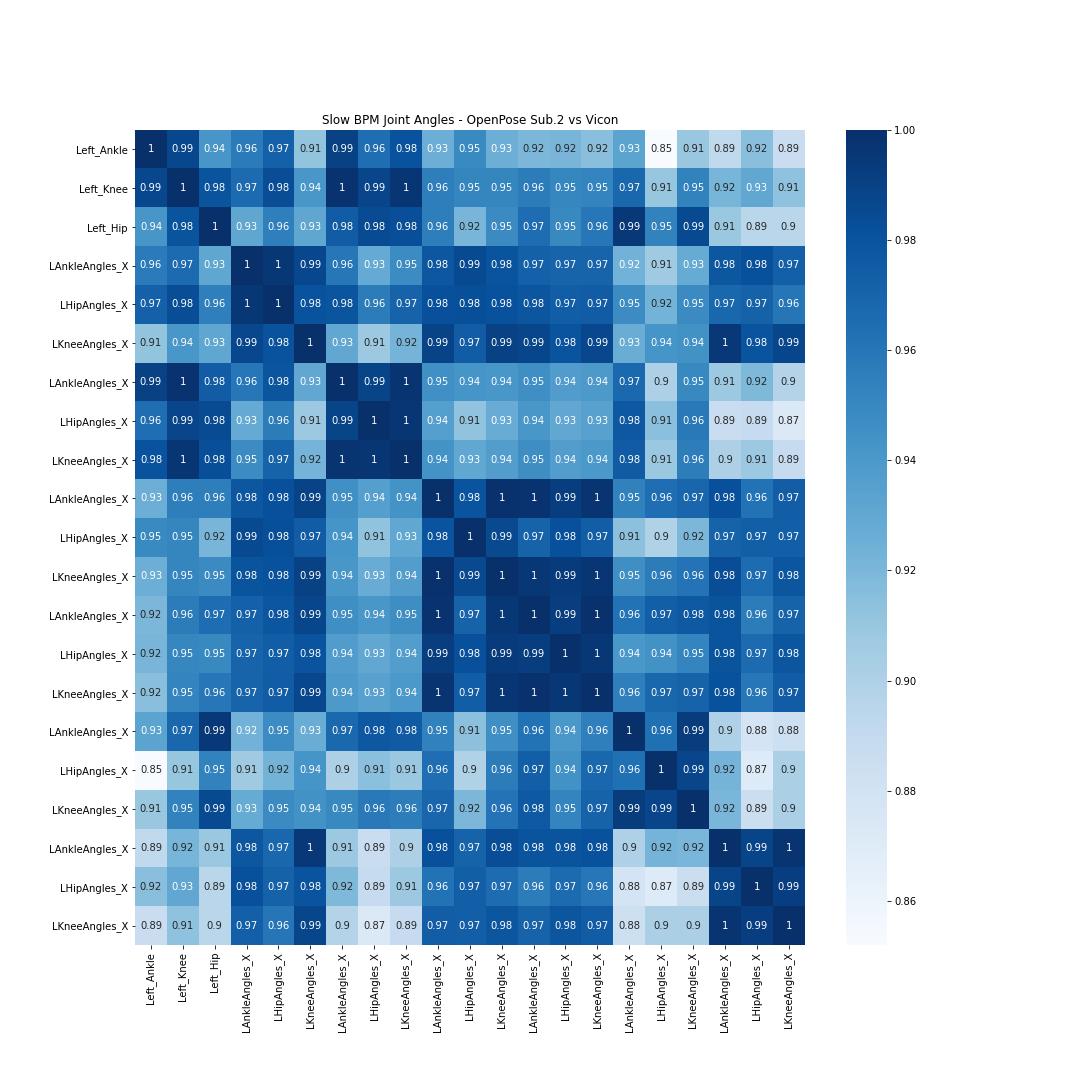 Slow BPM Joint Angles - OpenPose Sub.2 vs Vicon
Left_Ankle 1 0.99 0.94 0.96 0.97 0.91 0.99 0.96 0.98 0.93 0.95 0.93 0.92 0.92 0.92 0.93 0.85 0.91 0.89 0.92 0.89
Left_Knee 0.99 1 0.98 0.97 0.98 0.94 1 0.99 1 0.96 0.95 0.95 0.96 0.95 0.95 0.97 0.91 0.95 0.92 0.93 0.91
Left_Hip 0.94 0.98 1 0.93 0.96 0.93 0.98 0.98 0.98 0.96 0.92 0.95 0.97 0.95 0.96 0.99 0.95 0.99 0.91 0.89 0.9
LAnkleAngles_X 0.96 0.97 0.93 1 1 0.99 0.96 0.93 0.95 0.98 0.99 0.98 0.97 0.97 0.97 0.92 0.91 0.93 0.98 0.98 0.97
LHipAngles_X 0.97 0.98 0.96 1 1 0.98 0.98 0.96 0.97 0.98 0.98 0.98 0.98 0.97 0.97 0.95 0.92 0.95 0.97 0.97 0.96
LKneeAngles_X 0.91 0.94 0.93 0.99 0.98 1 0.93 0.91 0.92 0.99 0.97 0.99 0.99 0.98 0.99 0.93 0.94 0.94 1 0.98 0.99
LAnkleAngles_X 0.99 1 0.98 0.96 0.98 0.93 1 0.99 1 0.95 0.94 0.94 0.95 0.94 0.94 0.97 0.9 0.95 0.91 0.92 0.9
LHipAngles_X 0.96 0.99 0.98 0.93 0.96 0.91 0.99 1 1 0.94 0.91 0.93 0.94 0.93 0.93 0.98 0.91 0.96 0.89 0.89 0.87
LKneeAngles_X 0.98 1 0.98 0.95 0.97 0.92 1 1 1 0.94 0.93 0.94 0.95 0.94 0.94 0.98 0.91 0.96 0.9 0.91 0.89
LAnkleAngles_X 0.93 0.96 0.96 0.98 0.98 0.99 0.95 0.94 0.94 1 0.98 1 1 0.99 1 0.95 0.96 0.97 0.98 0.96 0.97
LHipAngles_X 0.95 0.95 0.92 0.99 0.98 0.97 0.94 0.91 0.93 0.98 1 0.99 0.97 0.98 0.97 0.91 0.9 0.92 0.97 0.97 0.97
LKneeAngles_X 0.93 0.95 0.95 0.98 0.98 0.99 0.94 0.93 0.94 1 0.99 1 1 0.99 1 0.95 0.96 0.96 0.98 0.97 0.98
LAnkleAngles_X 0.92 0.96 0.97 0.97 0.98 0.99 0.95 0.94 0.95 1 0.97 1 1 0.99 1 0.96 0.97 0.98 0.98 0.96 0.97
LHipAngles_X 0.92 0.95 0.95 0.97 0.97 0.98 0.94 0.93 0.94 0.99 0.98 0.99 0.99 1 1 0.94 0.94 0.95 0.98 0.97 0.98
LKneeAngles_X 0.92 0.95 0.96 0.97 0.97 0.99 0.94 0.93 0.94 1 0.97 1 1 1 1 0.96 0.97 0.97 0.98 0.96 0.97
LAnkleAngles_X 0.93 0.97 0.99 0.92 0.95 0.93 0.97 0.98 0.98 0.95 0.91 0.95 0.96 0.94 0.96 1 0.96 0.99 0.9 0.88 0.88
LHipAngles_X 0.85 0.91 0.95 0.91 0.92 0.94 0.9 0.91 0.91 0.96 0.9 0.96 0.97 0.94 0.97 0.96 1 0.99 0.92 0.87 0.9
LKneeAngles_X 0.91 0.95 0.99 0.93 0.95 0.94 0.95 0.96 0.96 0.97 0.92 0.96 0.98 0.95 0.97 0.99 0.99 1 0.92 0.89 0.9
LAnkleAngles_X 0.89 0.92 0.91 0.98 0.97 1 0.91 0.89 0.9 0.98 0.97 0.98 0.98 0.98 0.98 0.9 0.92 0.92 1 0.99 1
LHipAngles_X 0.92 0.93 0.89 0.98 0.97 0.98 0.92 0.89 0.91 0.96 0.97 0.97 0.96 0.97 0.96 0.88 0.87 0.89 0.99 1 0.99
LKneeAngles_X 0.89 0.91 0.9 0.97 0.96 0.99 0.9 0.87 0.89 0.97 0.97 0.98 0.97 0.98 0.97 0.88 0.9 0.9 1 0.99 1
Left_Ankle
Left_Knee
Left_Hip
LAnkleAngles_X
LHipAngles_X
LKneeAngles_X
LAnkleAngles_X
LHipAngles_X
LKneeAngles_X
LAnkleAngles_X
LHipAngles_X
LKneeAngles_X
LAnkleAngles_X
LHipAngles_X
LKneeAngles_X
LAnkleAngles_X
LHipAngles_X
LKneeAngles_X
LAnkleAngles_X
LHipAngles_X
LKneeAngles_X
1.00
0.98
0.96
0.94
0.92
0.90
0.88
0.86